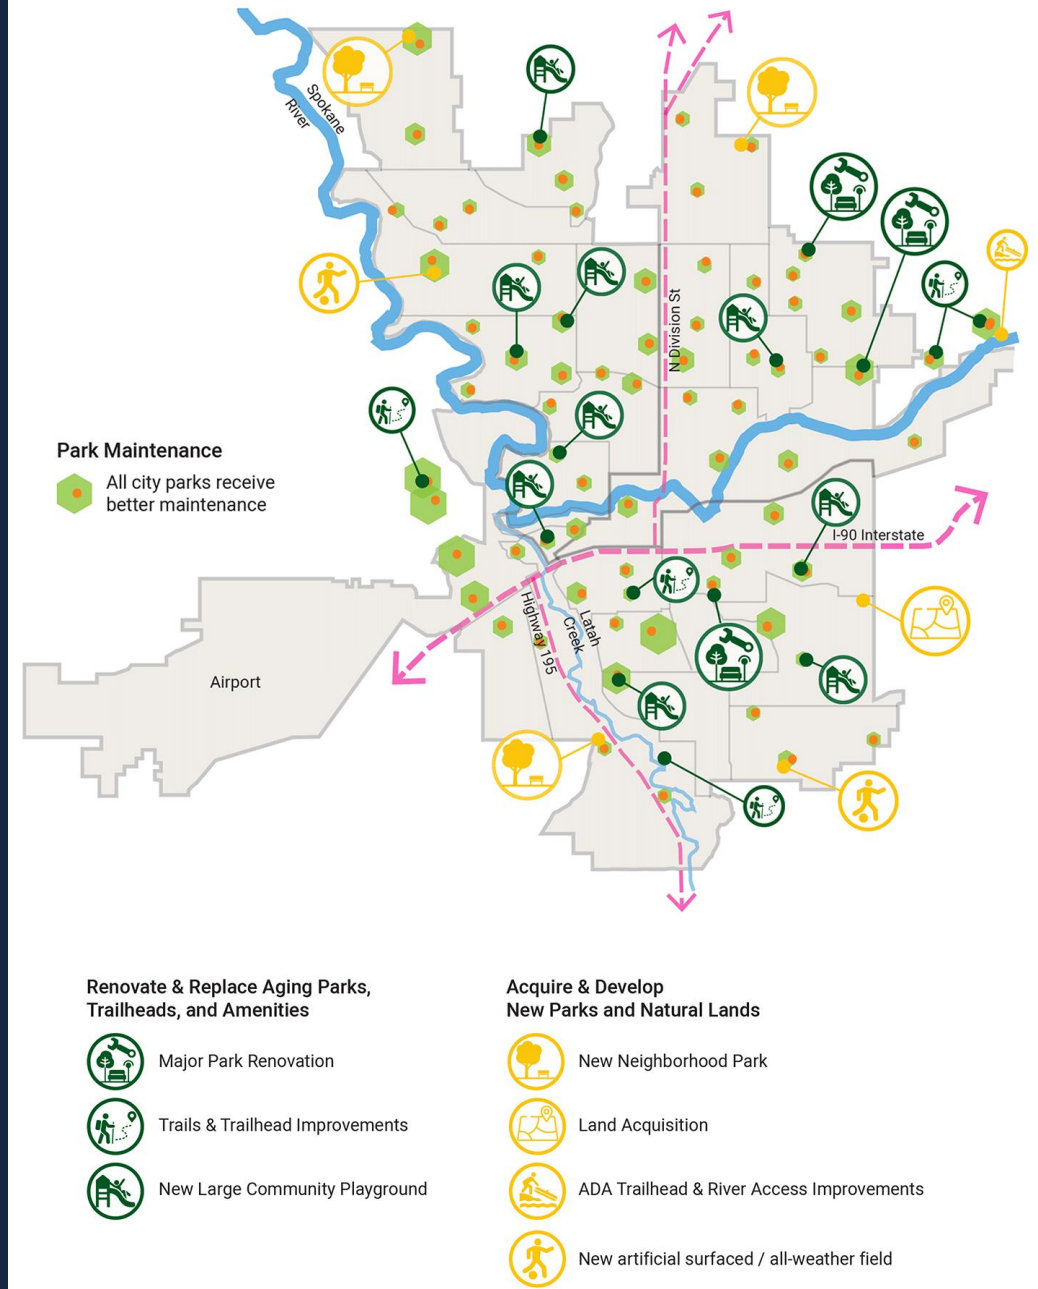 Spokane
River
N Division St
Park Maintenance
All city parks receive
better maintenance
I-90 Interstate
Highway 195
Latah
Creek
Airport
Renovate & Replace Aging Parks,
Trailheads, and Amenities
Major Park Renovation
Trails & Trailhead Improvements
New Large Community Playground
Acquire & Develop
New Parks and Natural Lands
New Neighborhood Park
Land Acquisition
ADA Trailhead & River Access Improvements
New artificial surfaced / all-weather field